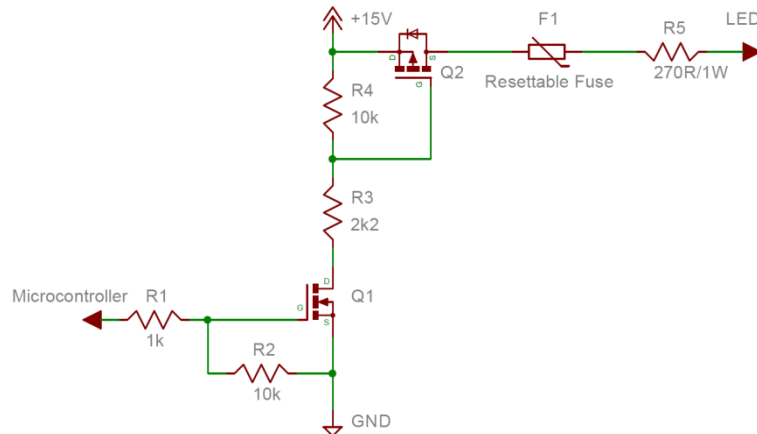 +15V
F1
R5
LED
D
S
Q2
G
Resettable Fuse
270R/1W
R4
10k
R3
2k2
D
Q1
G
S
Microcontroller
R1
1k
R2
10k
GND